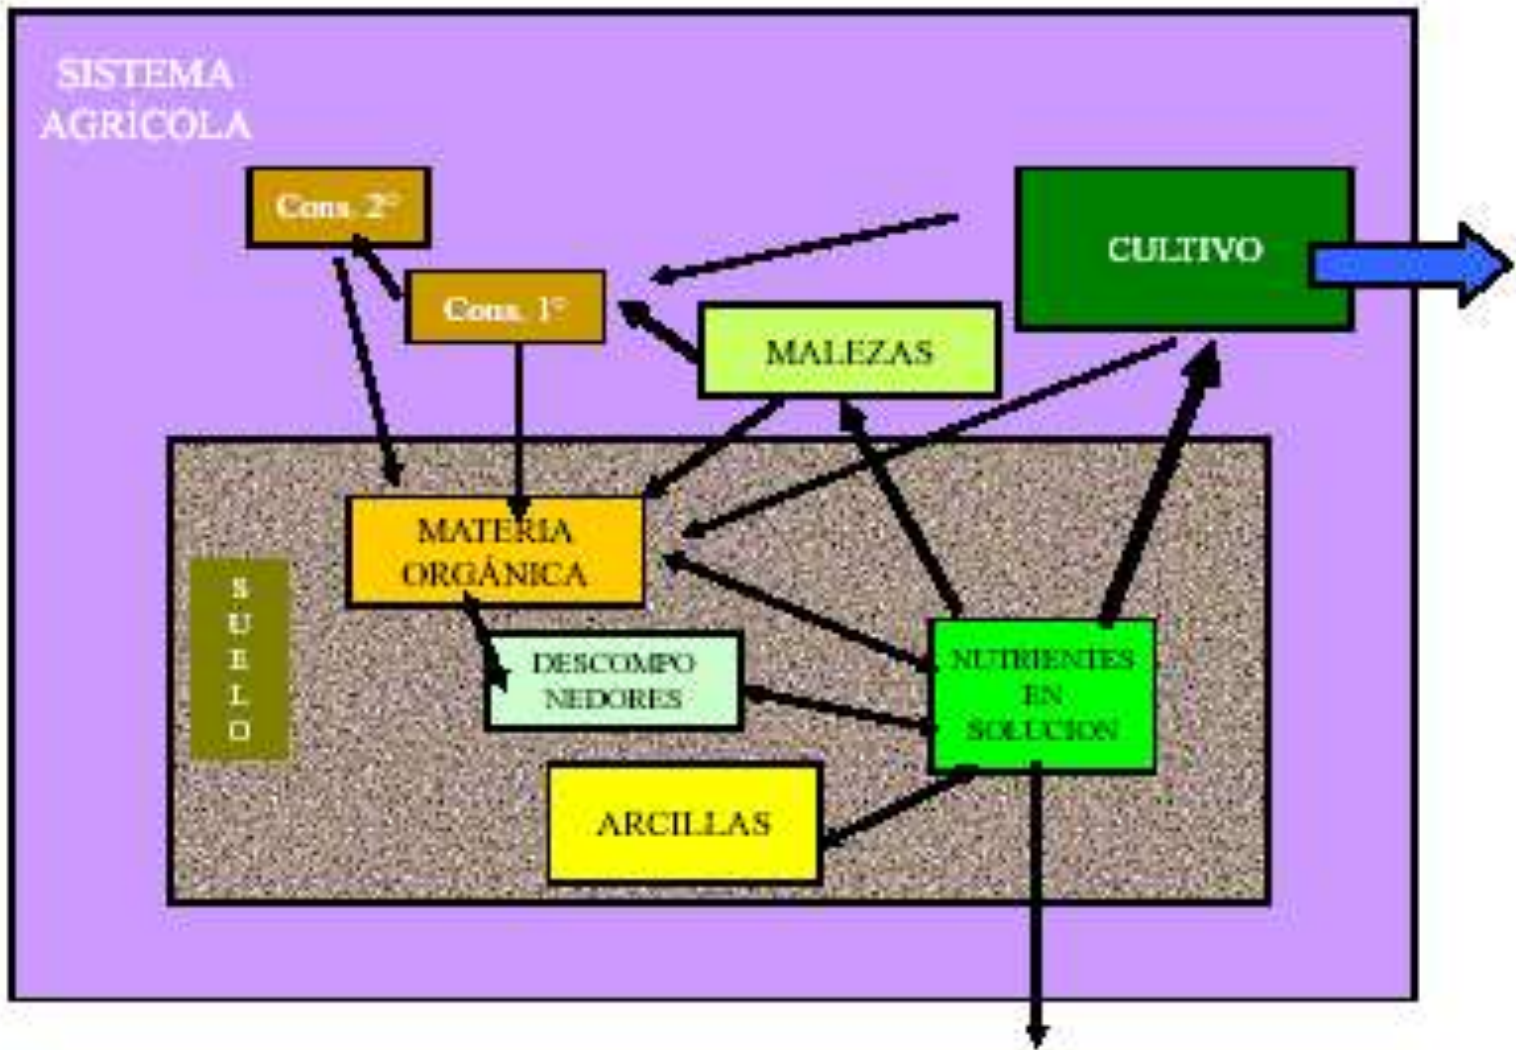 SISTEMA
AGRÍCOLA
Cons. 2°
CULTIVO
Cons. 1°
MALEZAS
MATERIA
ORGÁNICA
S
U
E
L
O
DESCOMPO
NEDORES
NUTRIENTES
EN
SOLUCION
ARCILLAS